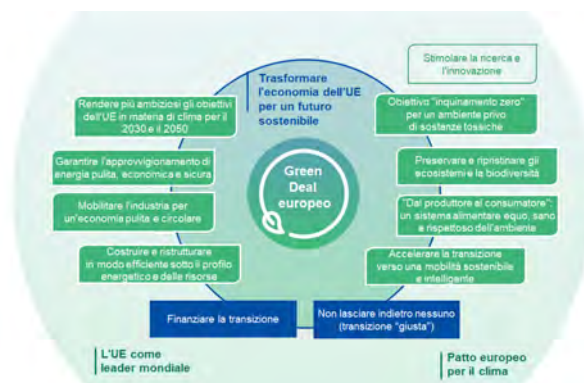 Stimolare la ricerca e
l'innovazione
Trasformare
l'economia dell'UE
per un futuro
sostenibile
Rendere più ambiziosi gli obiettivi
dell'UE in materia di clima per il
2030 e il 2050
Obiettivo "inquinamento zero"
per un ambiente privo
di sostanze tossiche
Garantire l'approvvigionamento di
energia pulita, economica e sicura
Preservare e ripristinare gli
ecosistemi e la biodiversità
Green
Deal
europeo
Mobilitare l'industria per
un'economia pulita e circolare
"Dal produttore al consumatore":
un sistema alimentare equo, sano
e rispettoso dell'ambiente
Costruire e ristrutturare
in modo efficiente sotto il profilo
energetico e delle risorse
Accelerare la transizione
verso una mobilità sostenibile
e intelligente
Finanziare la transizione
Non lasciare indietro nessuno
(transizione "giusta")
L'UE come
leader mondiale
Patto europeo
per il clima